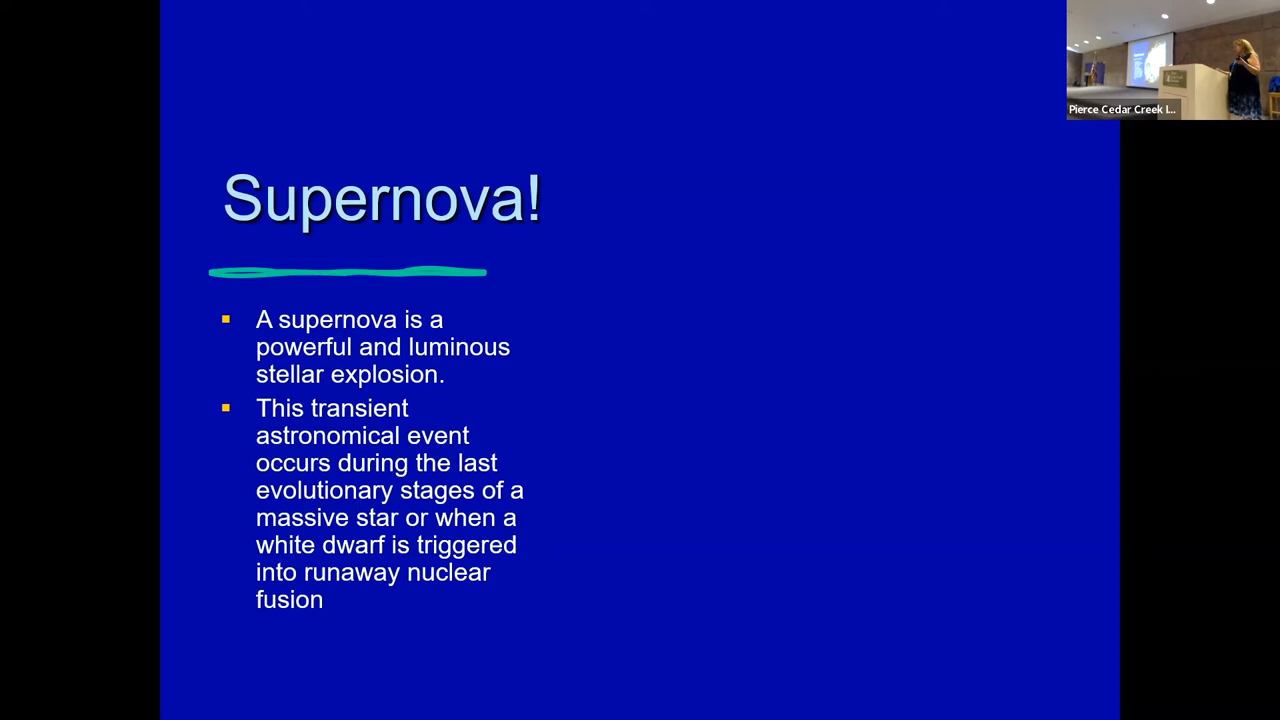 Pierce Cedar Creek I...
Supernova!
A supernova is a
powerful and luminous
stellar explosion.
This transient
astronomical event
occurs during the last
evolutionary stages of a
massive star or when a
white dwarf is triggered
into runaway nuclear
fusion